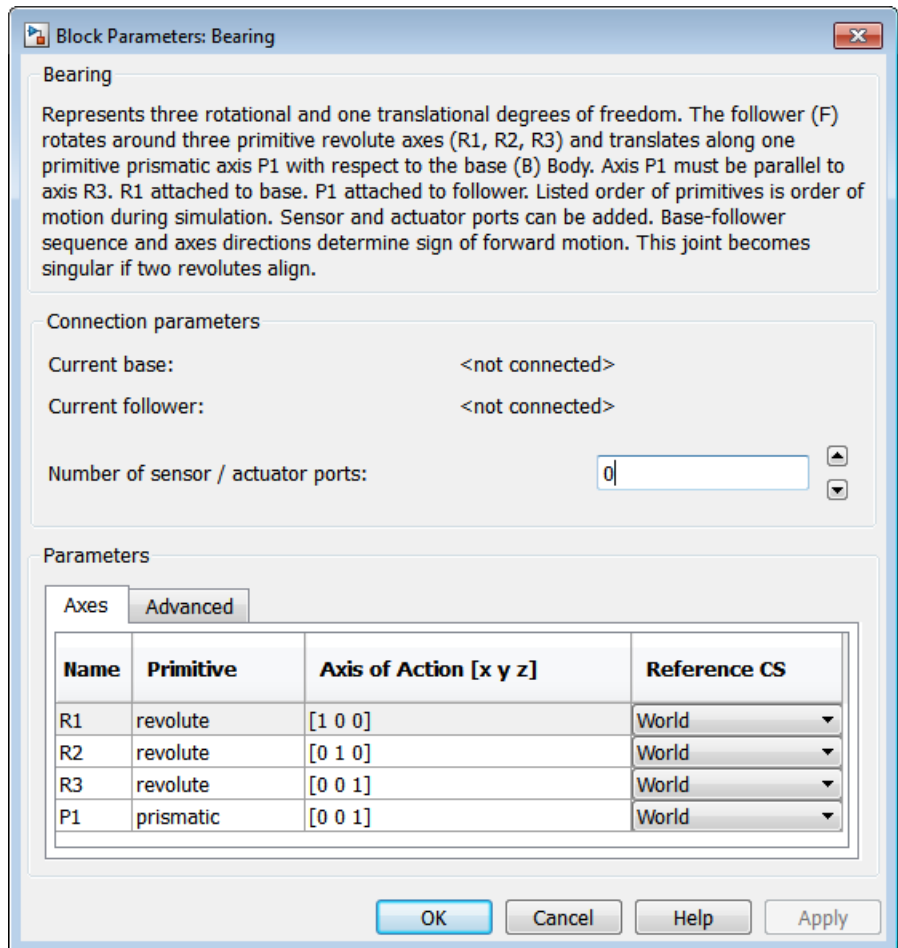 Block Parameters: Bearing
Bearing
Represents three rotational and one translational degrees of freedom. The follower (F)
rotates around three primitive revolute axes (R1, R2, R3) and translates along one
primitive prismatic axis P1 with respect to the base (B) Body. Axis P1 must be parallel to
axis R3. R1 attached to base. P1 attached to follower. Listed order of primitives is order of
motion during simulation. Sensor and actuator ports can be added. Base-follower
sequence and axes directions determine sign of forward motion. This joint becomes
singular if two revolutes align.
Connection parameters
Current base: <not connected>
Current follower: <not connected>
Number of sensor / actuator ports: 0
Parameters
Axes Advanced
Name Primitive Axis of Action [x y z] Reference CS
R1 revolute [1 0 0] World
R2 revolute [0 1 0] World
R3 revolute [0 0 1] World
P1 prismatic [0 0 1] World
OK Cancel Help Apply